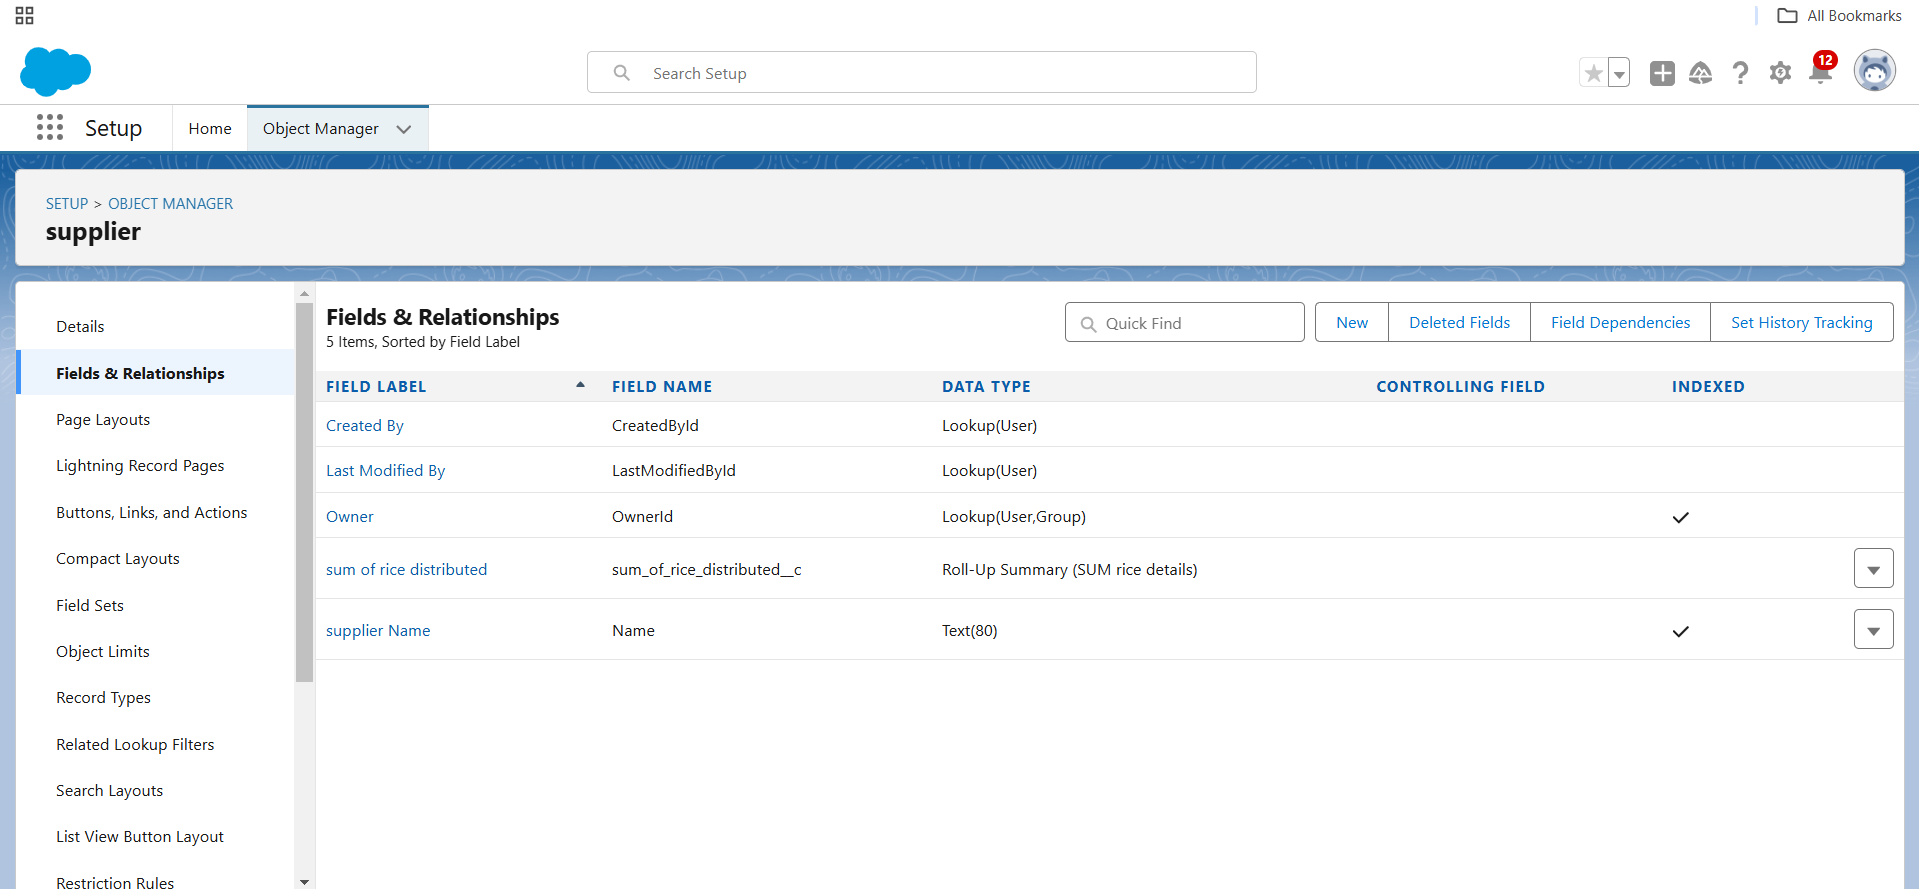 All Bookmarks
Search Setup
12
Setup
Home
Object Manager
SETUP > OBJECT MANAGER
supplier
Details
Fields & Relationships
Page Layouts
Lightning Record Pages
Buttons, Links, and Actions
Compact Layouts
Field Sets
Object Limits
Record Types
Related Lookup Filters
Search Layouts
List View Button Layout
Restriction Rules
Fields & Relationships
5 Items, Sorted by Field Label
Quick Find
New
Deleted Fields
Field Dependencies
Set History Tracking
FIELD LABEL FIELD NAME DATA TYPE CONTROLLING FIELD INDEXED
Created By CreatedById Lookup(User)
Last Modified By LastModifiedById Lookup(User)
Owner OwnerId Lookup(User,Group)
sum of rice distributed sum_of_rice_distributed__c Roll-Up Summary (SUM rice details)
supplier Name Name Text(80)